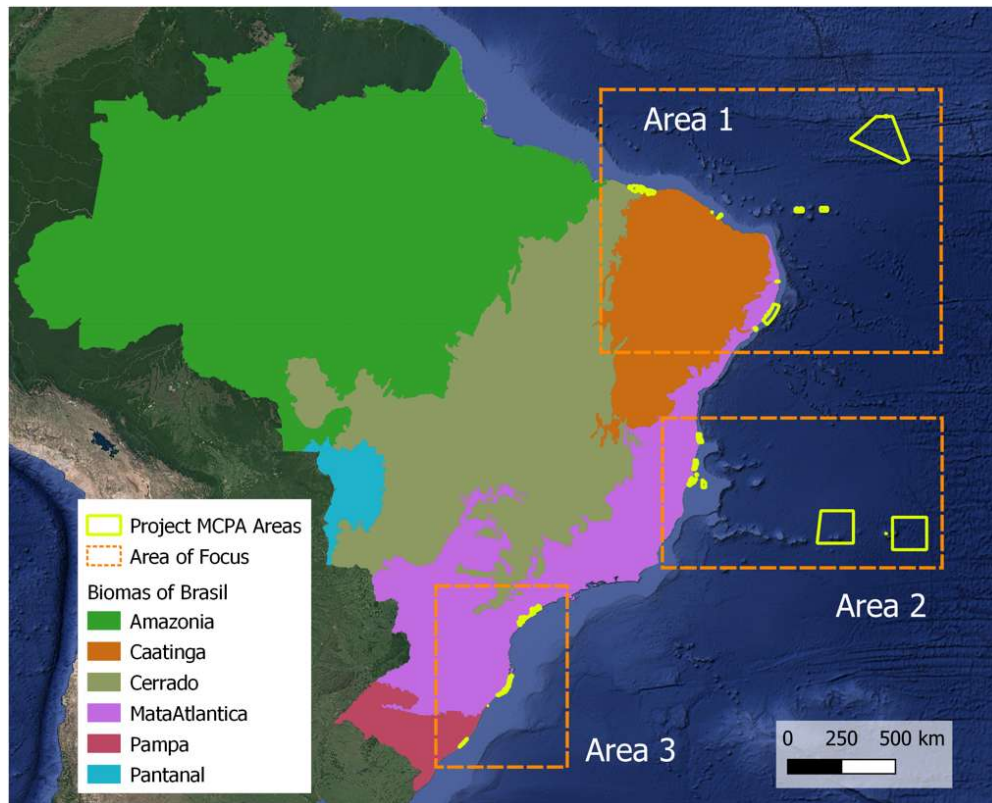 Area 1
Area 2
Area 3
Project MCPA Areas
Area of Focus
Biomas of Brasil
Amazonia
Caatinga
Cerrado
MataAtlantica
Pampa
Pantanal
0 250 500 km